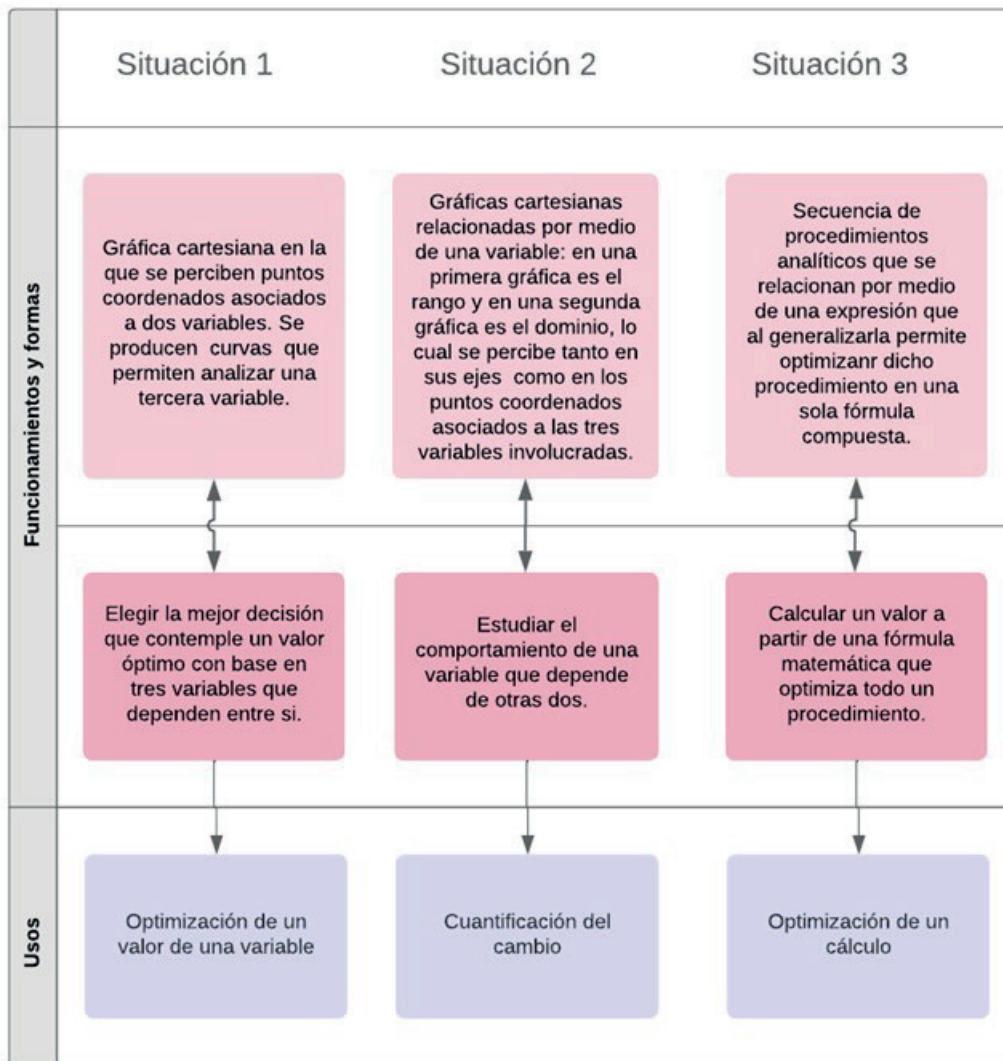 Situación 1
Situación 2
Situación 3
Funcionamientos y formas
Gráfica cartesiana en la
que se perciben puntos
coordenados asociados
a dos variables. Se
producen curvas que
permiten analizar una
tercera variable.
Gráficas cartesianas
relacionadas por medio
de una variable: en una
primera gráfica es el
rango y en una segunda
gráfica es el dominio, lo
cual se percibe tanto en
sus ejes como en los
puntos coordenados
asociados a las tres
variables involucradas.
Secuencia de
procedimientos
analíticos que se
relacionan por medio
de una expresión que
al generalizarla permite
optimizanr dicho
procedimiento en una
sola fórmula
compuesta.
Elegir la mejor decisión
que contemple un valor
óptimo con base en
tres variables que
dependen entre si.
Estudiar el
comportamiento de una
variable que depende
de otras dos.
Calcular un valor a
partir de una fórmula
matemática que
optimiza todo un
procedimiento.
Usos
Optimización de un
valor de una variable
Cuantificación del
cambio
Optimización de un
cálculo